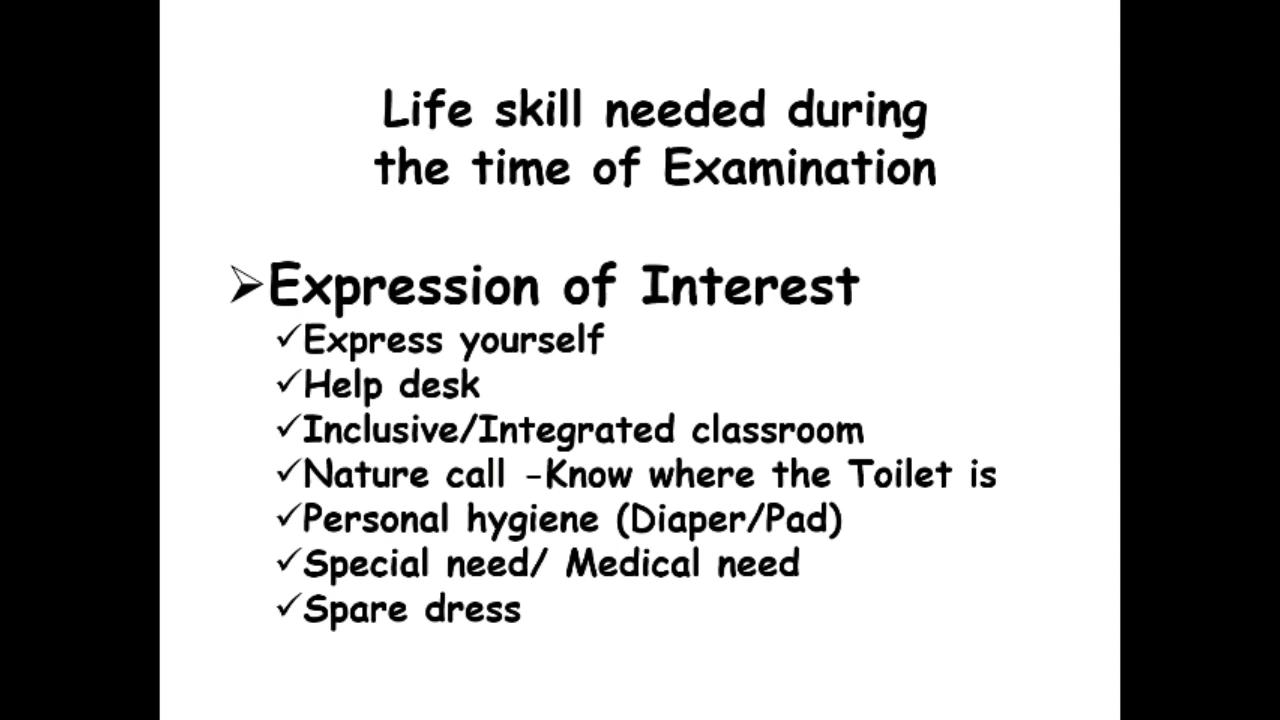 Life skill needed during
the time of Examination
➢Expression of Interest
✓Express yourself
✓Help desk
✓Inclusive/Integrated classroom
✓Nature call -Know where the Toilet is
✓Personal hygiene (Diaper/Pad)
✓Special need/ Medical need
✓Spare dress